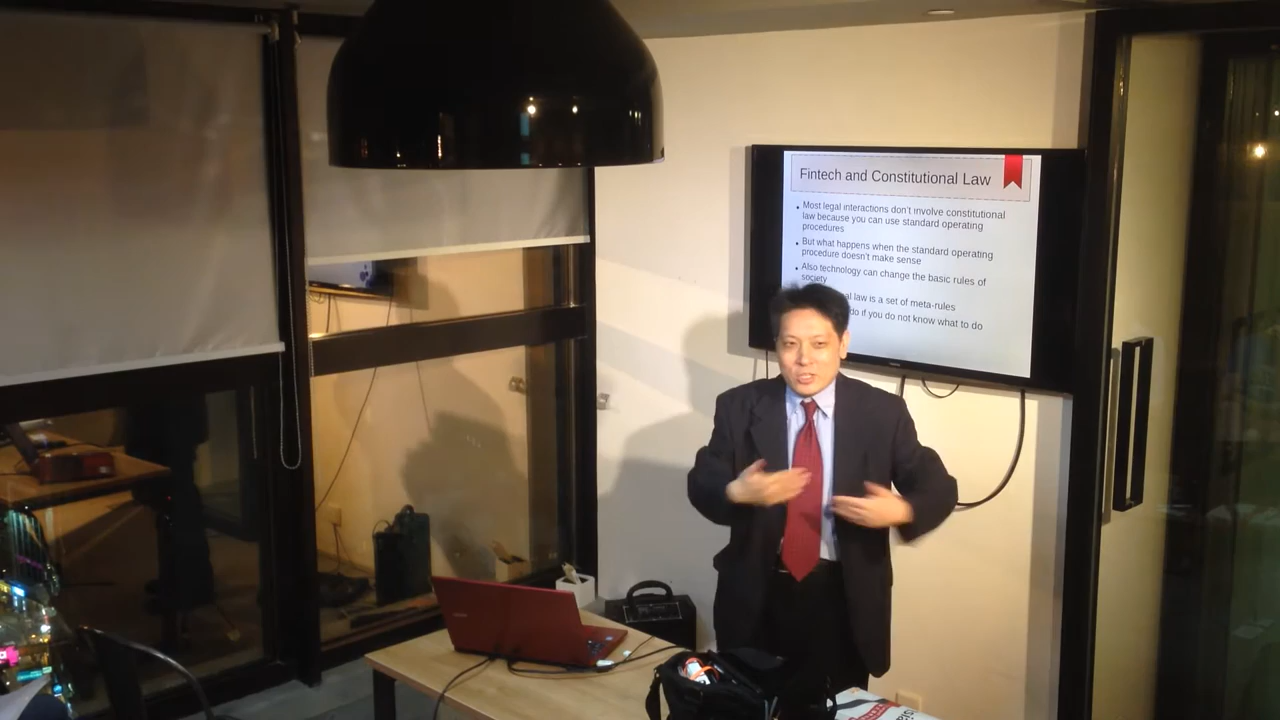 Fintech and Constitutional Law
• Most legal interactions don't involve constitutional
law because you can use standard operating
procedures
• But what happens when the standard operating
procedure doesn't make sense
• Also technology can change the basic rules of
society
law is a set of meta-rules
do if you do not know what to do